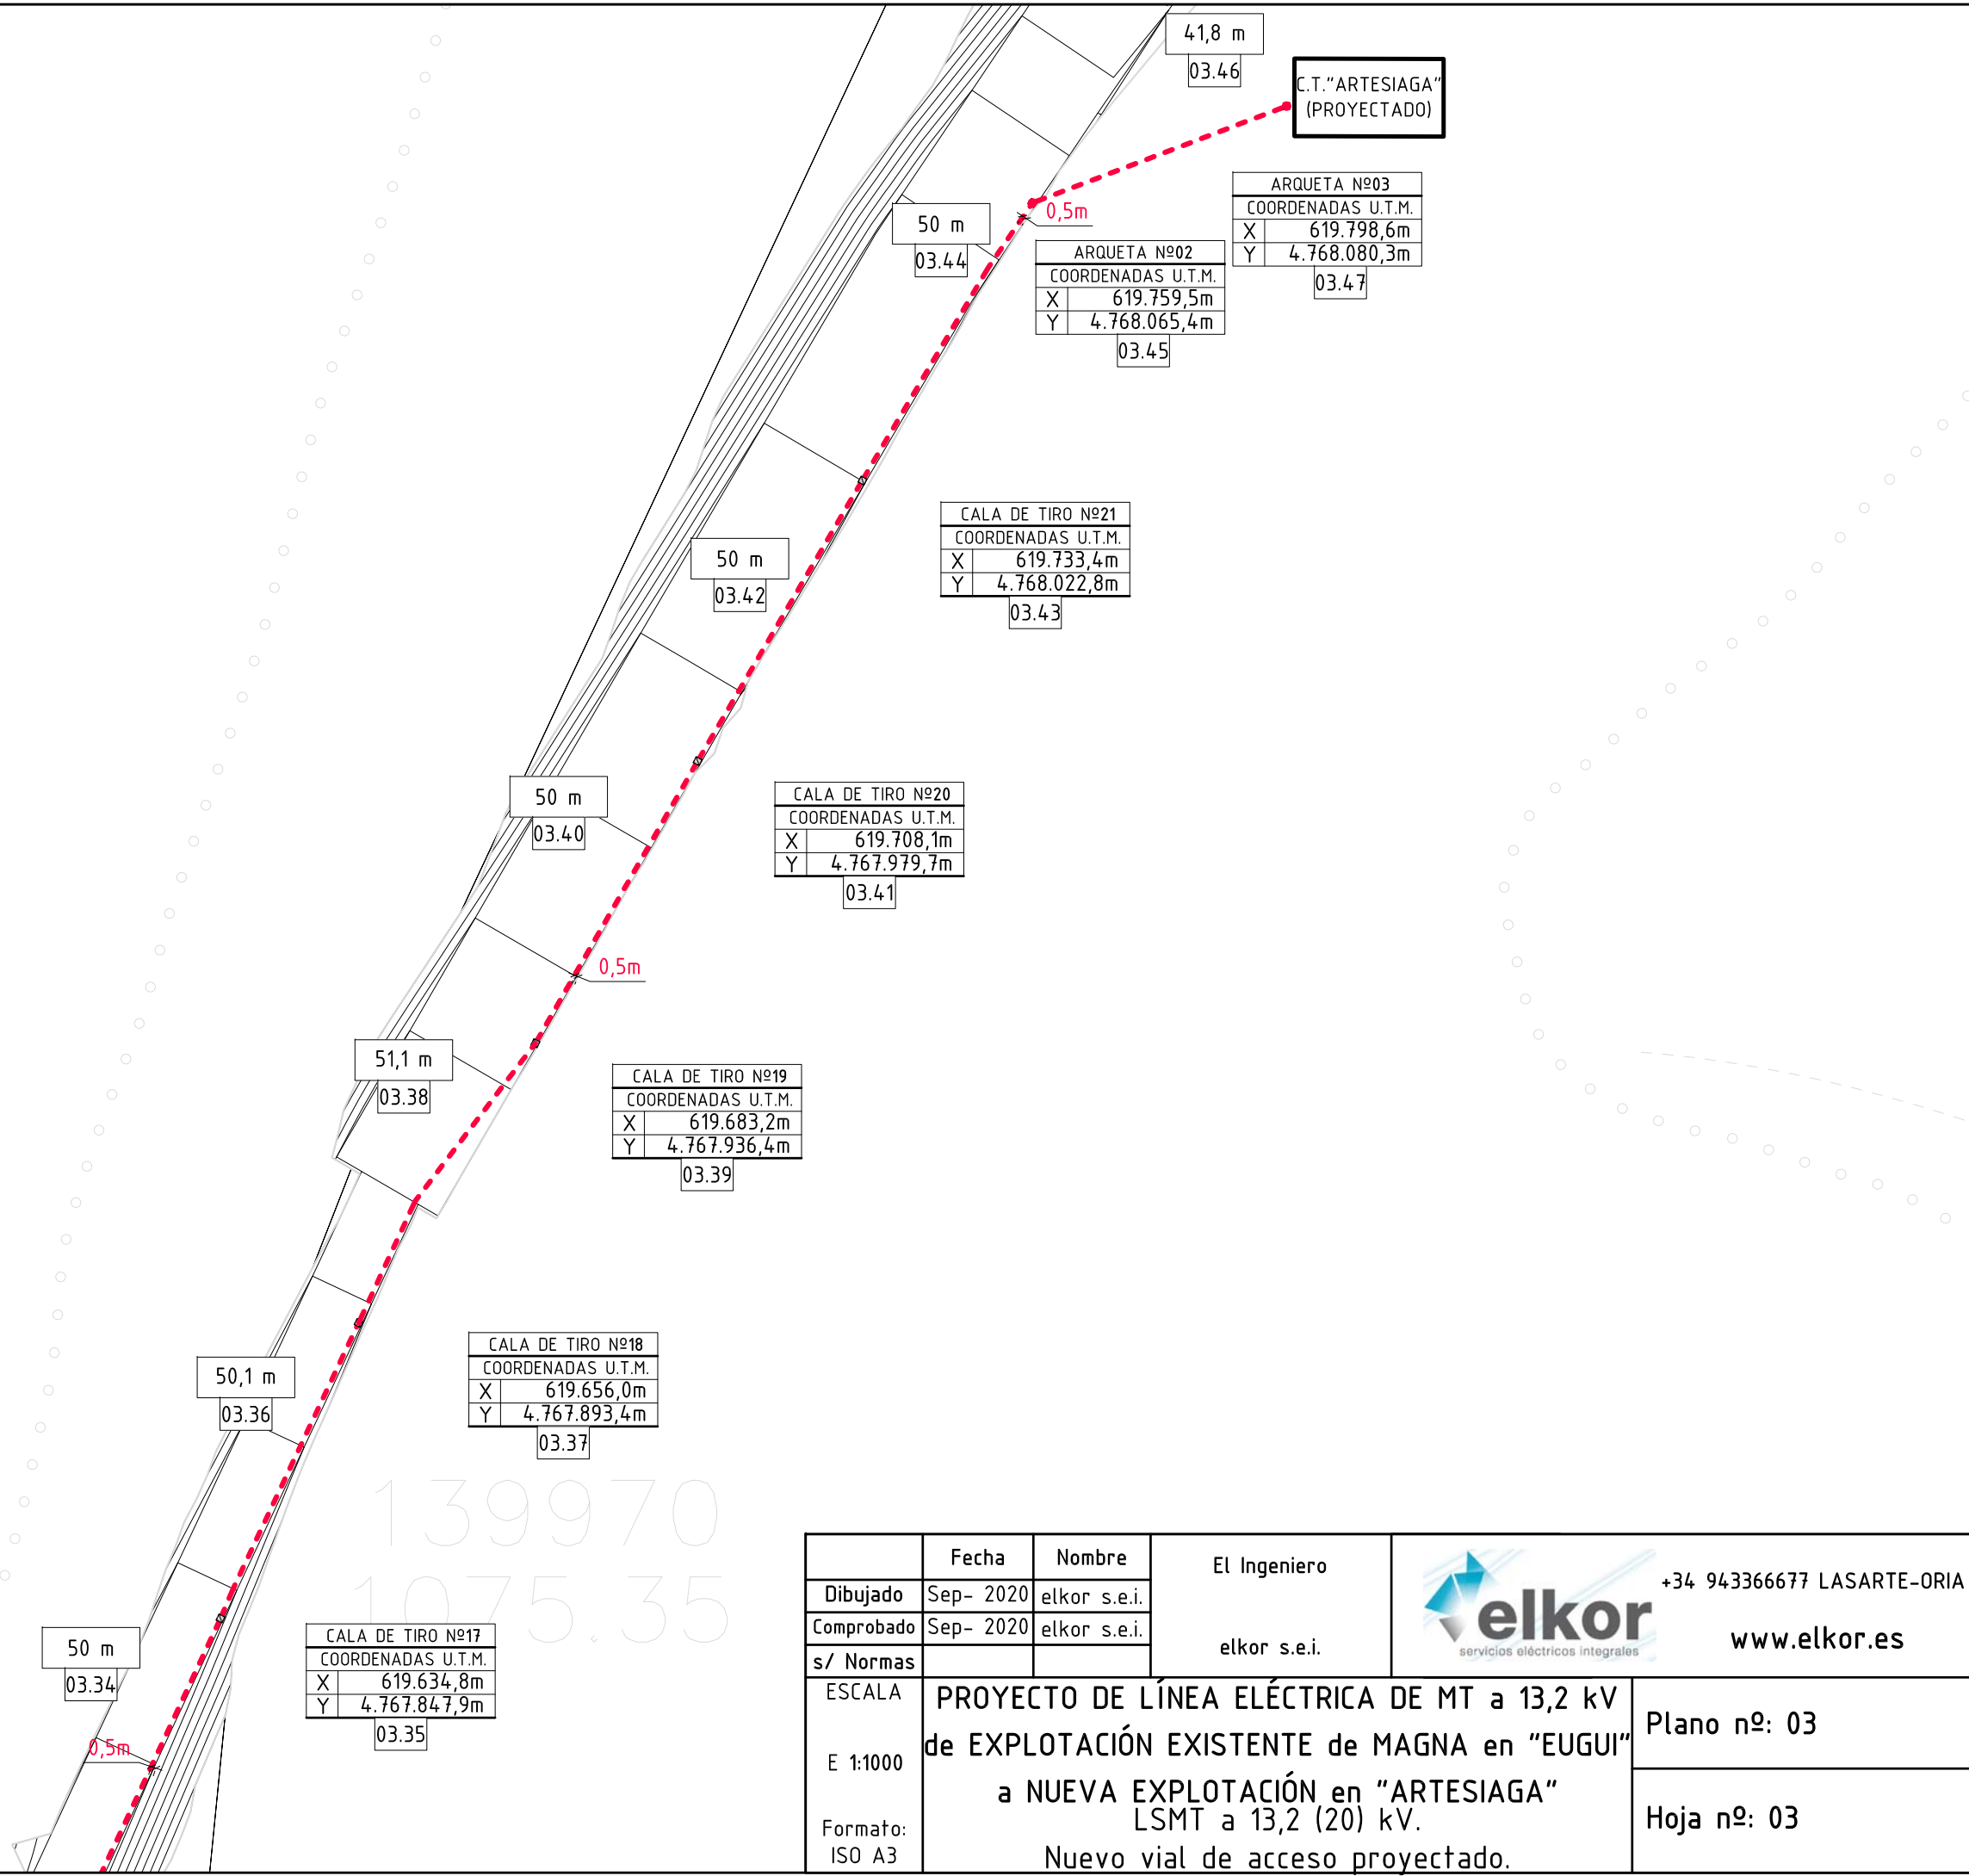 41,8 m
03.46
C.T."ARTESIAGA"
(PROYECTADO)
ARQUETA Nº03
COORDENADAS U.T.M.
X 619.798,6m
Y 4.768.080,3m
03.47
50 m
03.44
0,5m
ARQUETA Nº02
COORDENADAS U.T.M.
X 619.759,5m
Y 4.768.065,4m
03.45
CALA DE TIRO Nº21
COORDENADAS U.T.M.
X 619.733,4m
Y 4.768.022,8m
03.43
50 m
03.42
50 m
03.40
CALA DE TIRO Nº20
COORDENADAS U.T.M.
X 619.708,1m
Y 4.767.979,7m
03.41
0,5m
51,1 m
03.38
CALA DE TIRO Nº19
COORDENADAS U.T.M.
X 619.683,2m
Y 4.767.936,4m
03.39
50,1 m
03.36
CALA DE TIRO Nº18
COORDENADAS U.T.M.
X 619.656,0m
Y 4.767.893,4m
03.37
139970
1075.35
50 m
03.34
CALA DE TIRO Nº17
COORDENADAS U.T.M.
X 619.634,8m
Y 4.767.847,9m
03.35
0,5m
Fecha Nombre
Dibujado Sep- 2020 elkor s.e.i.
Comprobado Sep- 2020 elkor s.e.i.
s/ Normas
El Ingeniero
elkor s.e.i.
elkor
servicios eléctricos integrales
+34 943366677 LASARTE-ORIA
www.elkor.es
ESCALA
E 1:1000
Formato:
ISO A3
PROYECTO DE LÍNEA ELÉCTRICA DE MT a 13,2 kV
de EXPLOTACIÓN EXISTENTE de MAGNA en "EUGUI"
a NUEVA EXPLOTACIÓN en "ARTESIAGA"
LSMT a 13,2 (20) kV.
Nuevo vial de acceso proyectado.
Plano nº: 03
Hoja nº: 03